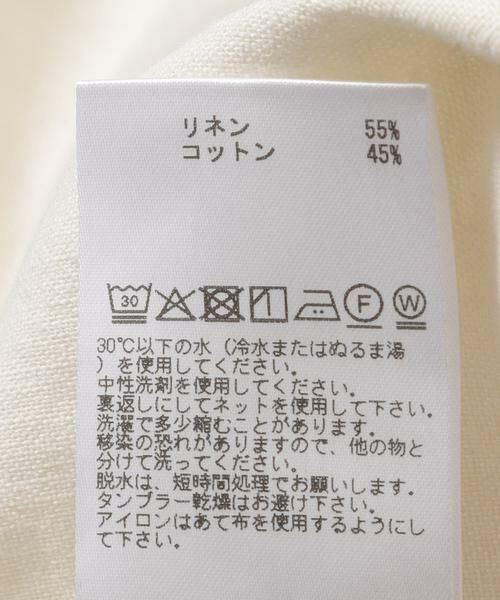 リネン 55%
コットン 45%
30 F W
30℃以下の水（冷水またはぬるま湯
）を使用してください。
中性洗剤を使用してください。
裏返しにしてネットを使用して下さい.
洗濯で多少縮むことがあります.
移染の恐れがありますので、他の物と
分けて洗ってください。
脱水は、短時間処理でお願いします.
タンブラー乾燥はお避け下さい.
アイロンはあて布を使用するようにし
て下さい.